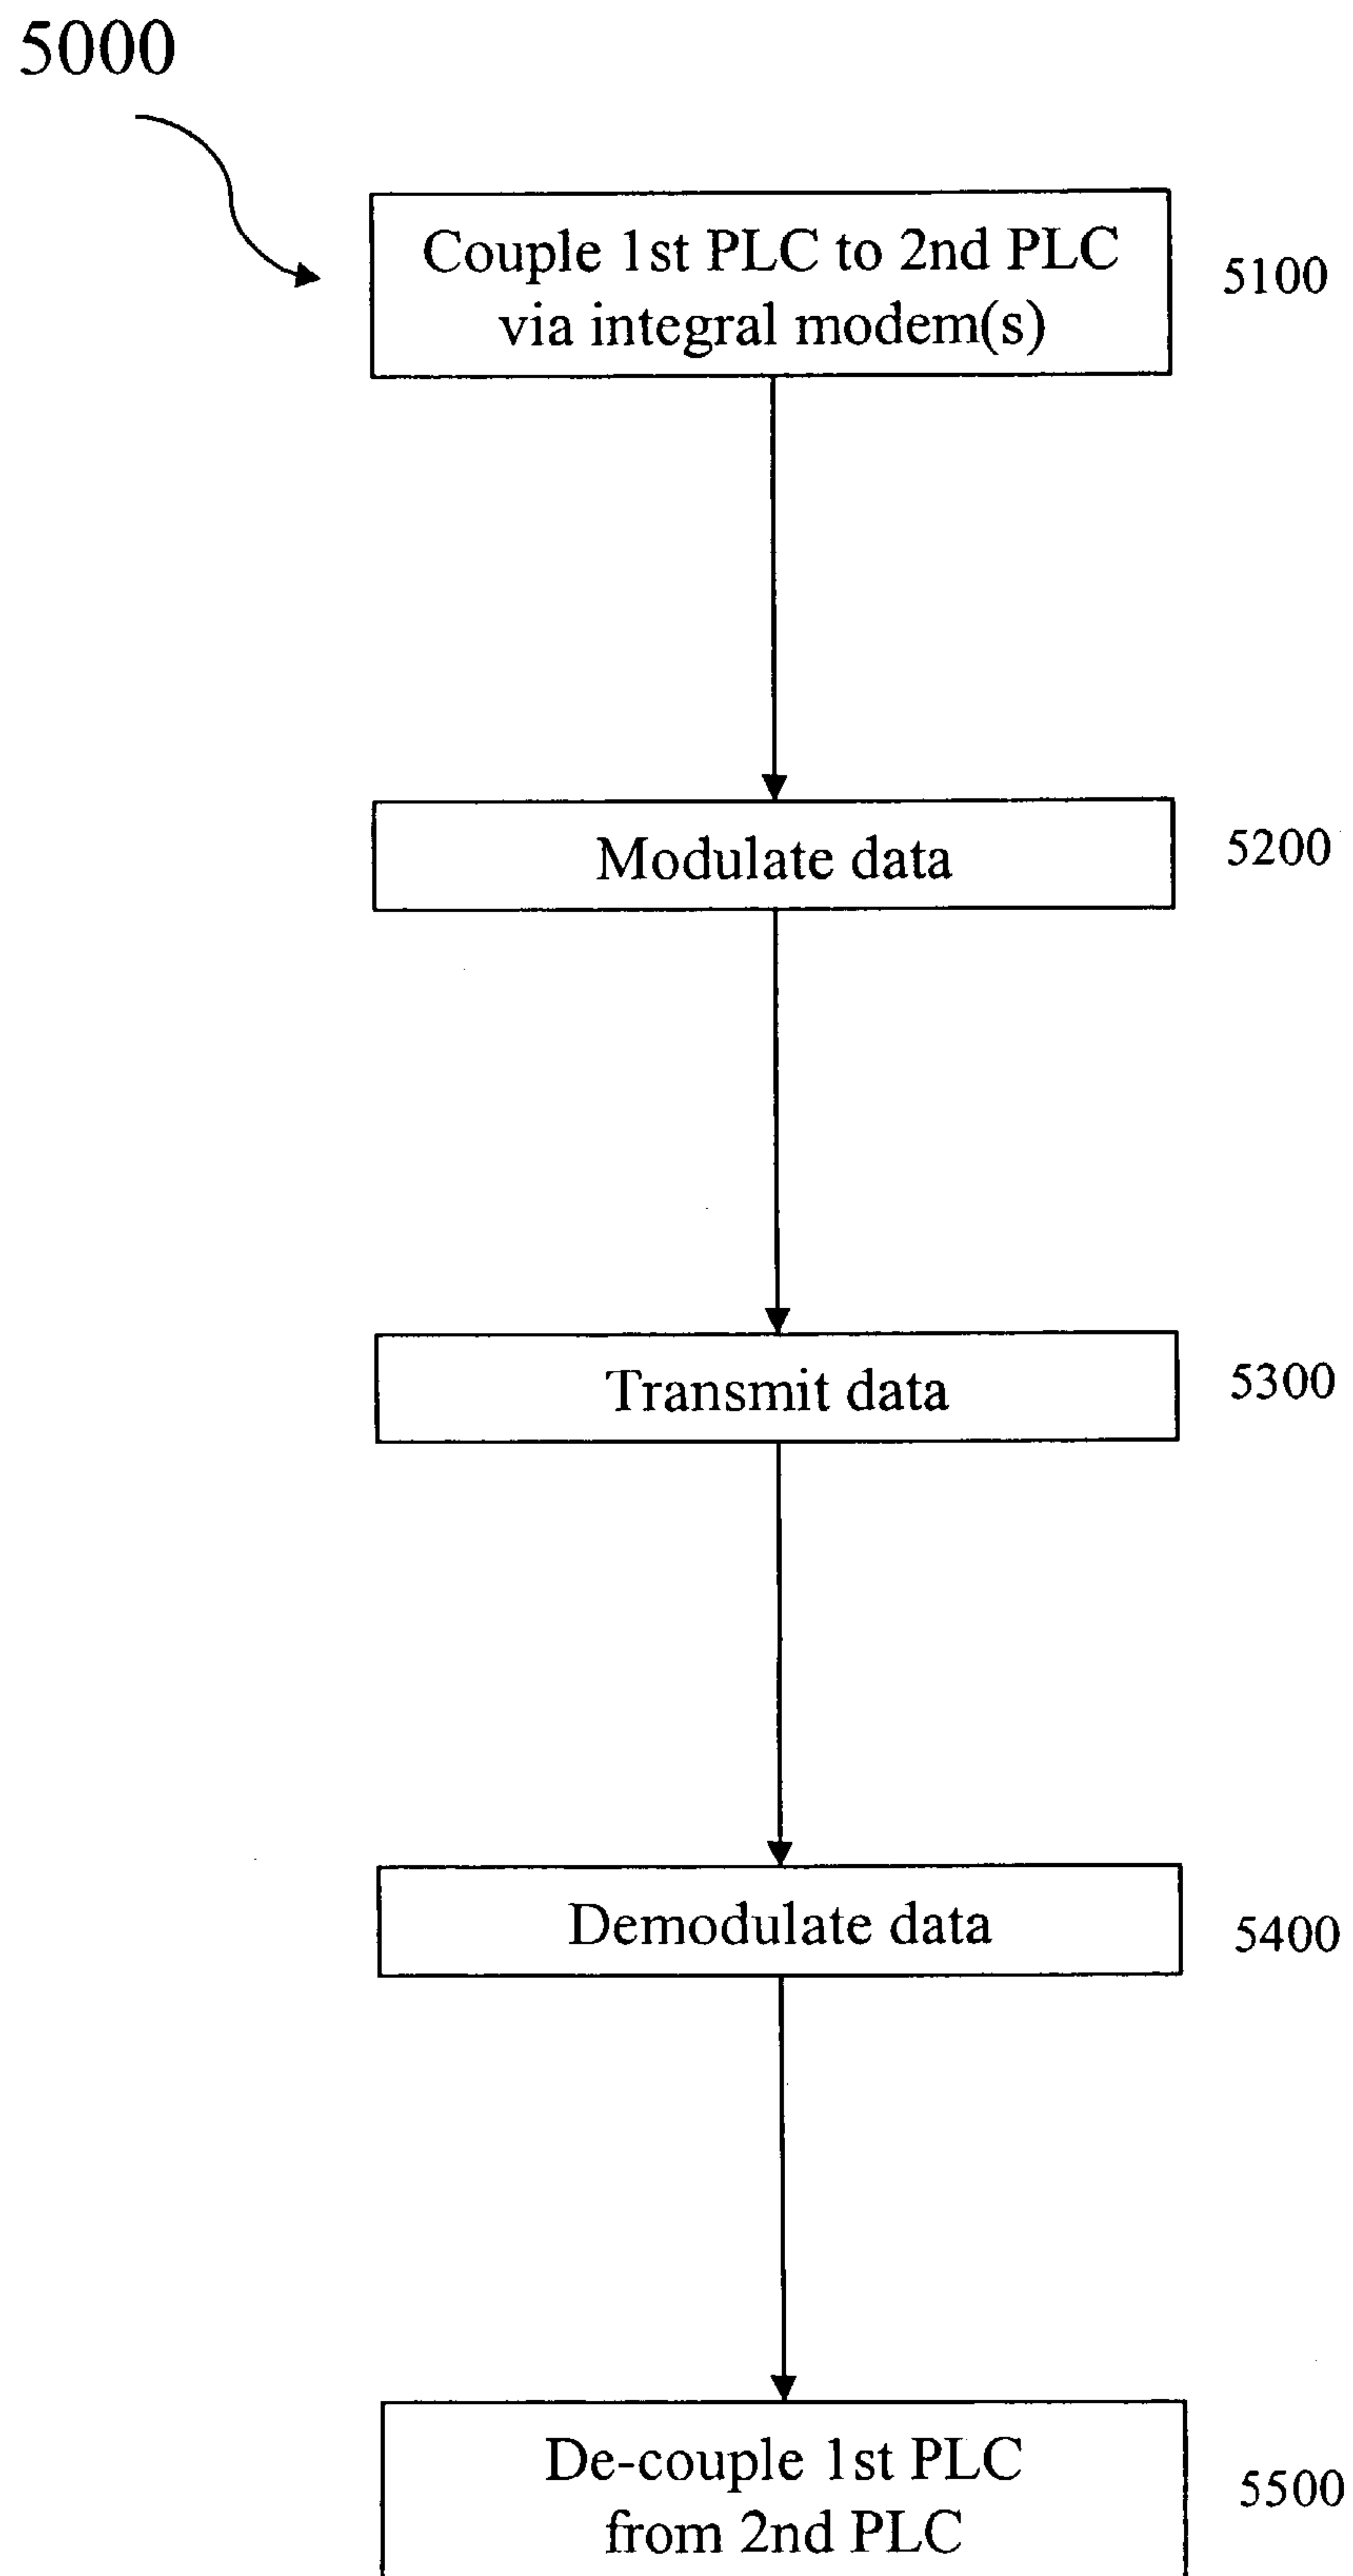 5000
Couple 1st PLC to 2nd PLC
via integral modem(s)
5100
Modulate data
5200
Transmit data
5300
Demodulate data
5400
De-couple 1st PLC
from 2nd PLC
5500